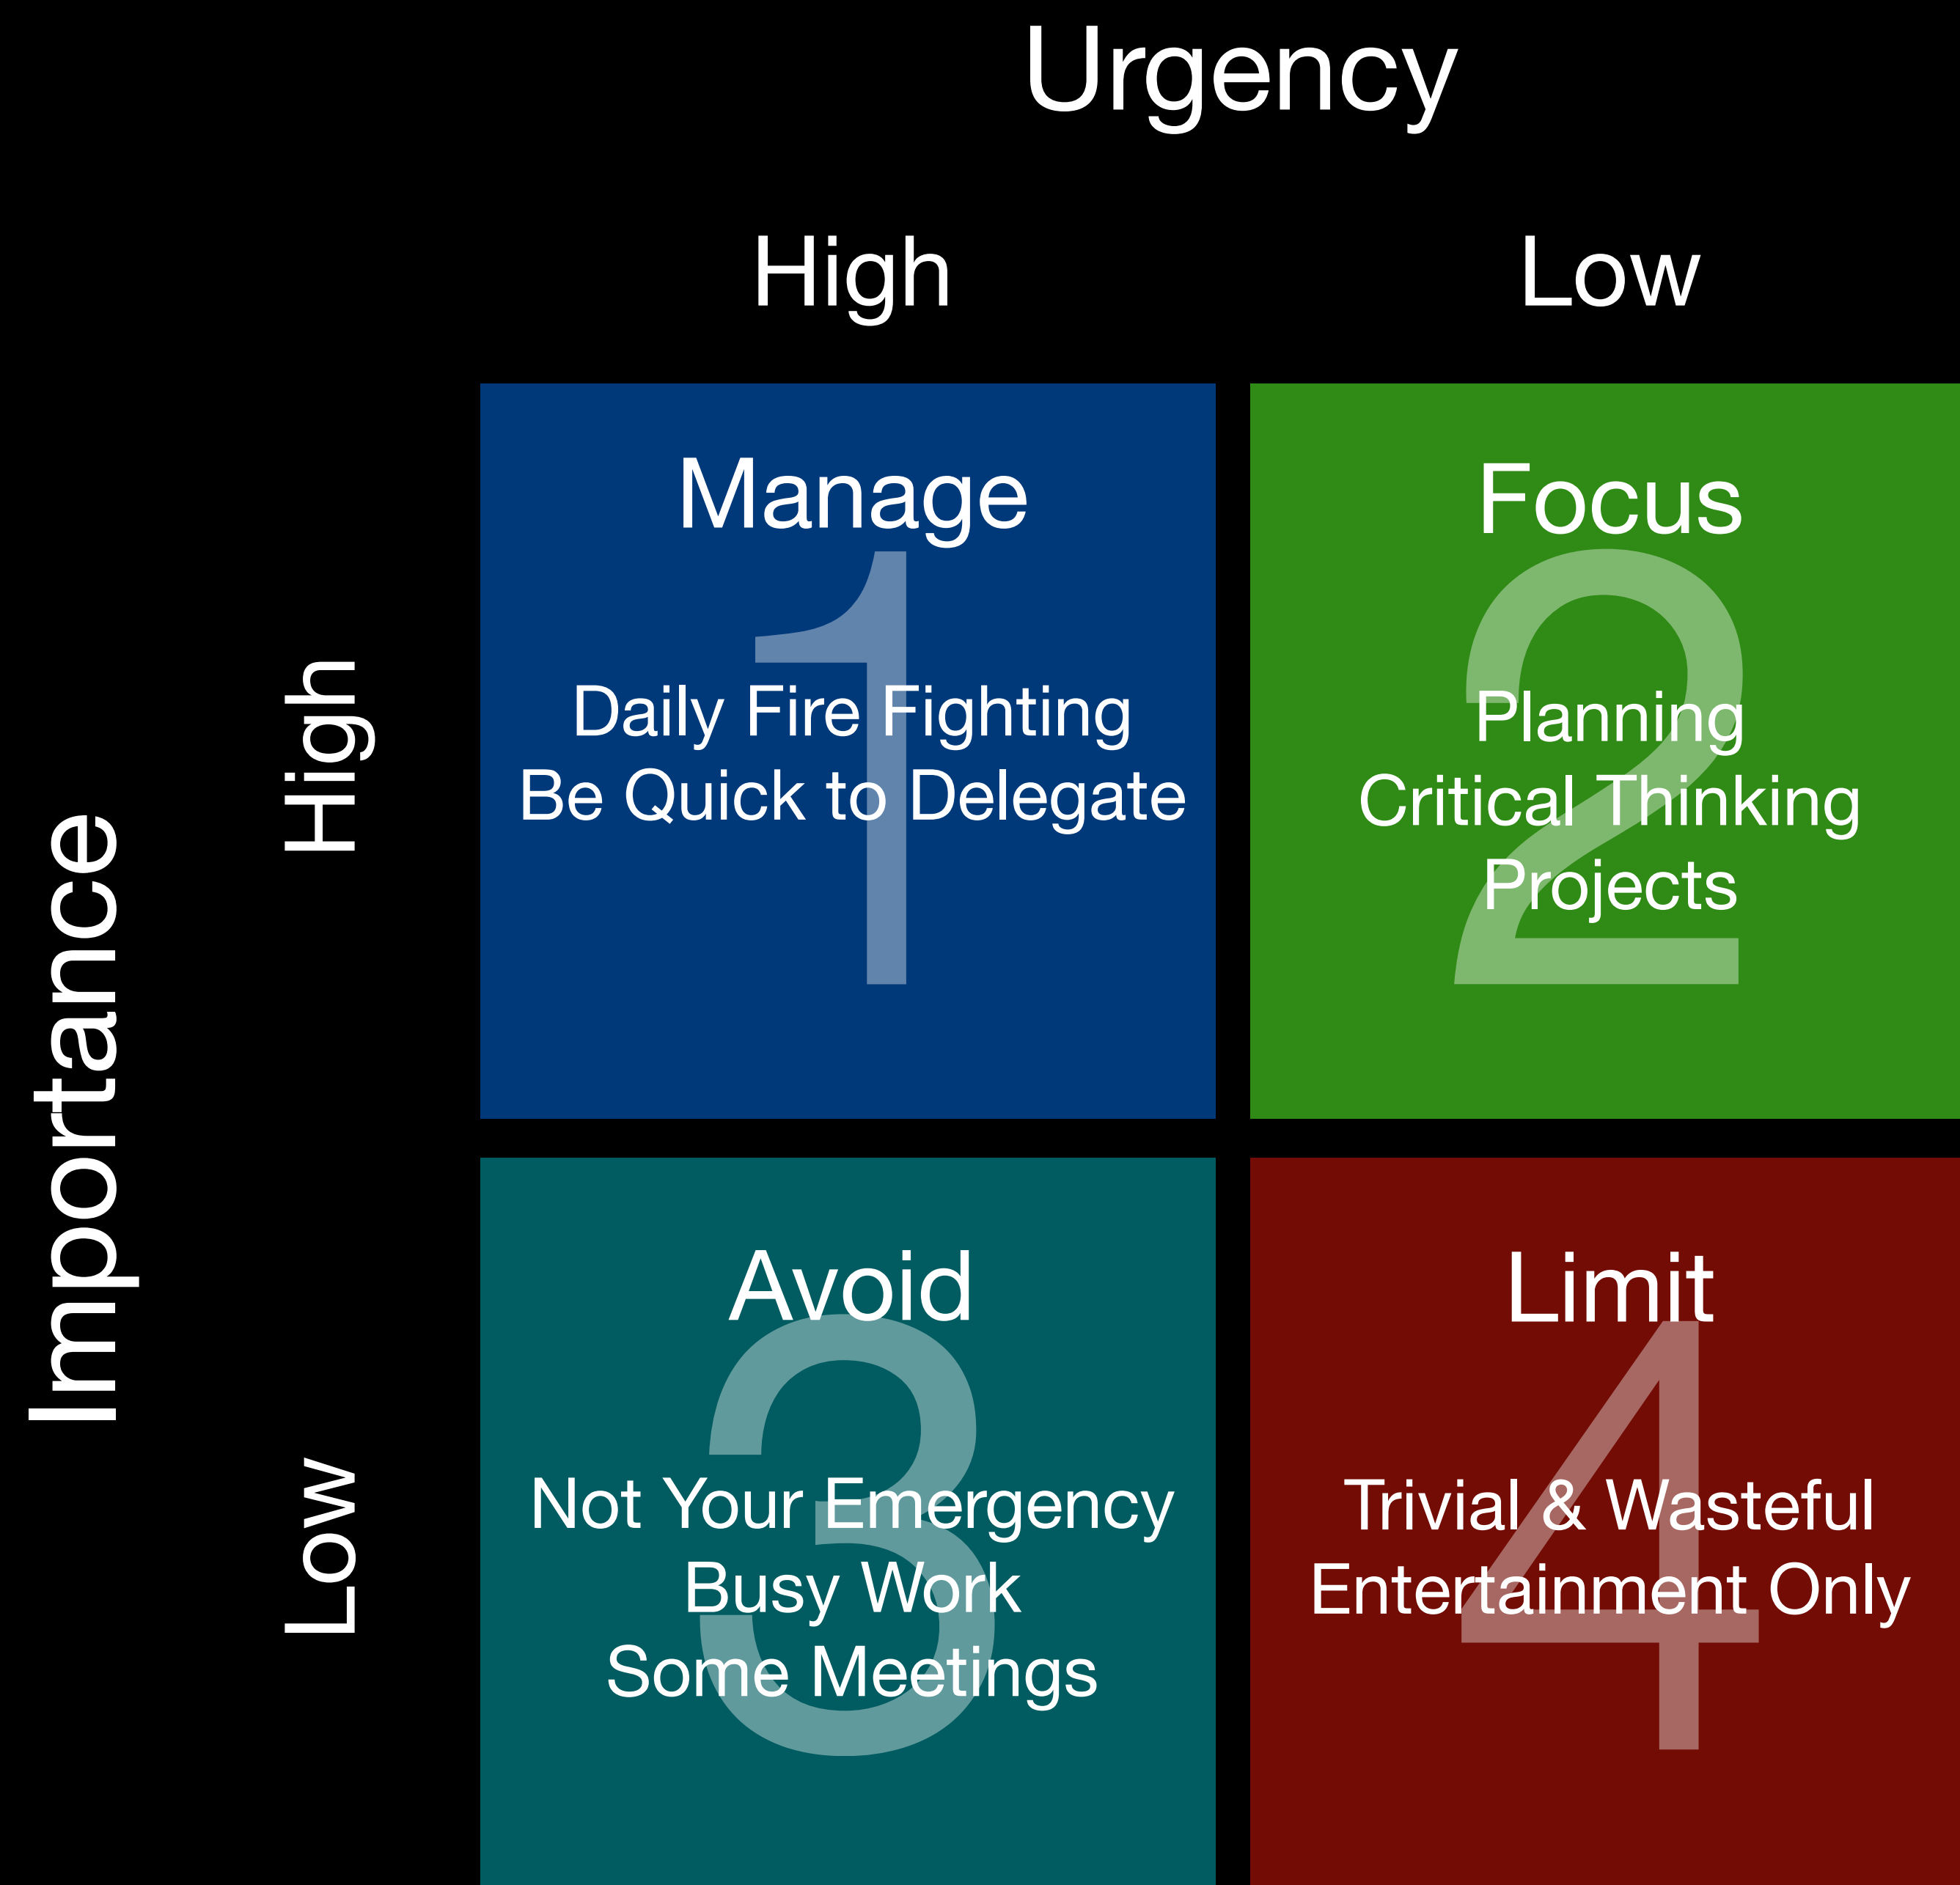 Urgency
High
Low
Importance
High
Manage
1
Daily Fire Fighting
Be Quick to Delegate
Focus
2
Planning
Critical Thinking
Projects
Low
Avoid
3
Not Your Emergency
Busy Work
Some Meetings
Limit
4
Trivial & Wasteful
Entertainment Only